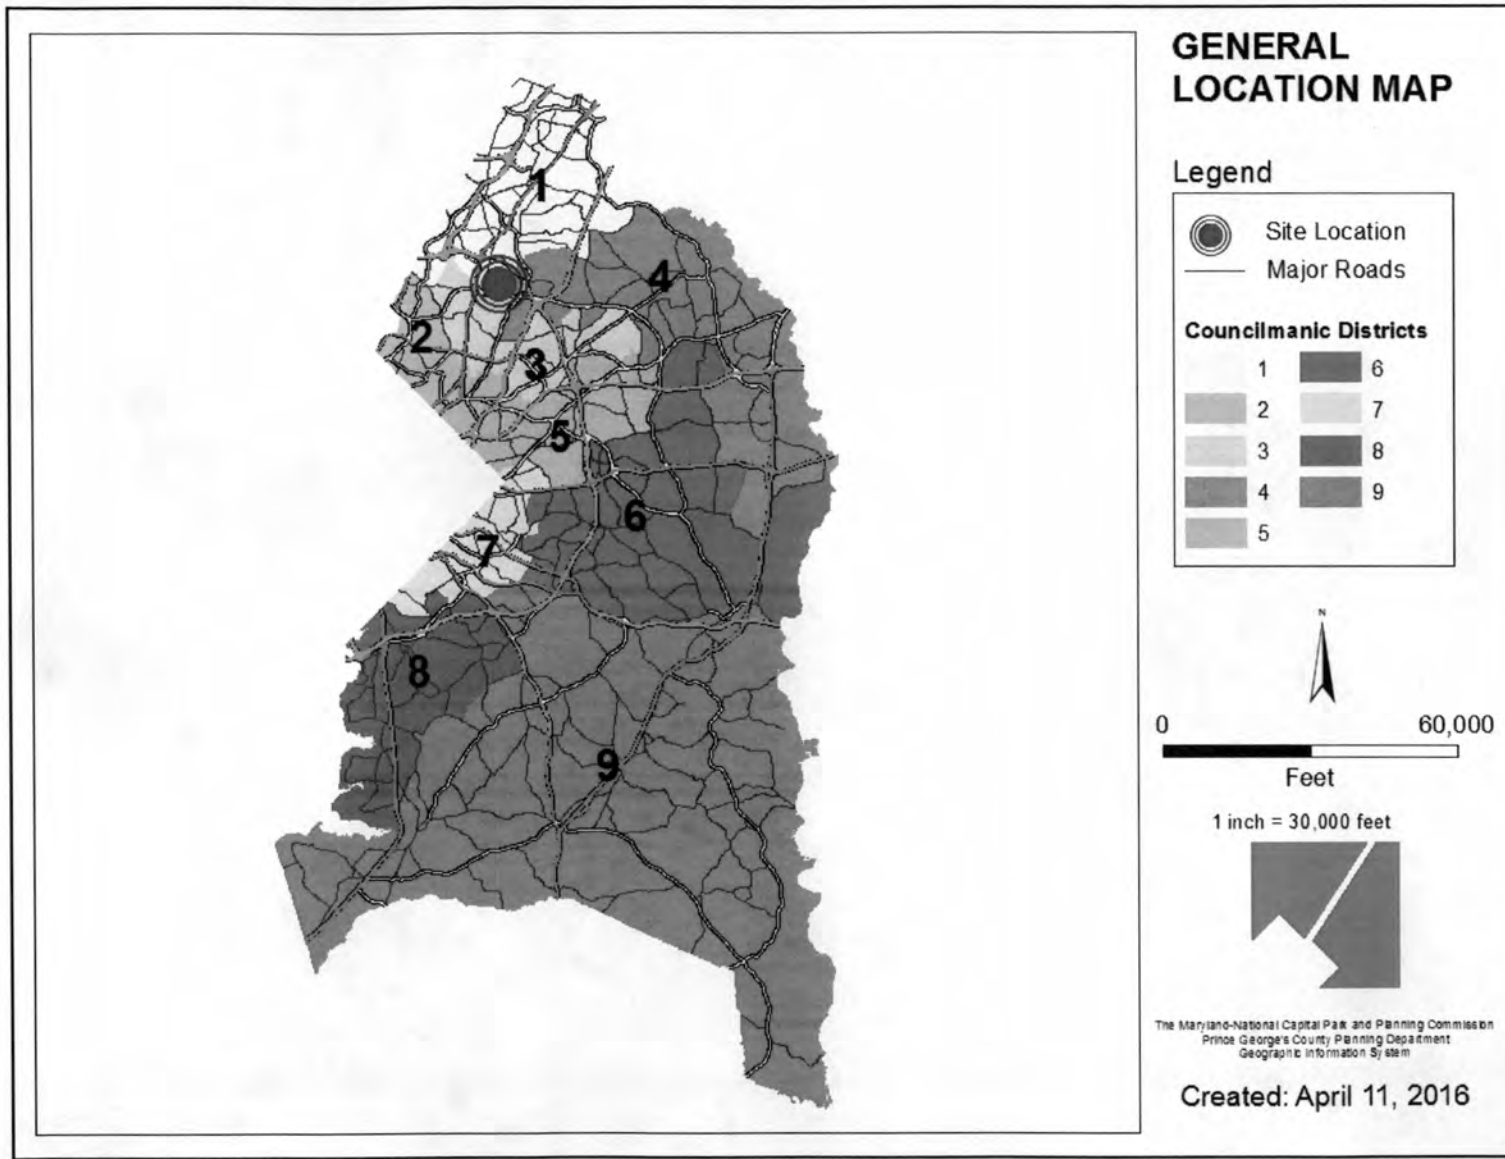 GENERAL
LOCATION MAP
Legend
Site Location
Major Roads
Councilmanic Districts
1 6
2 7
3 8
4 9
5
N
0 60,000
Feet
1 inch = 30,000 feet
The Maryland-National Capital Park and Planning Commission
Prince George's County Planning Department
Geographic Information System
Created: April 11, 2016
1
4
2
3
5
6
7
8
9